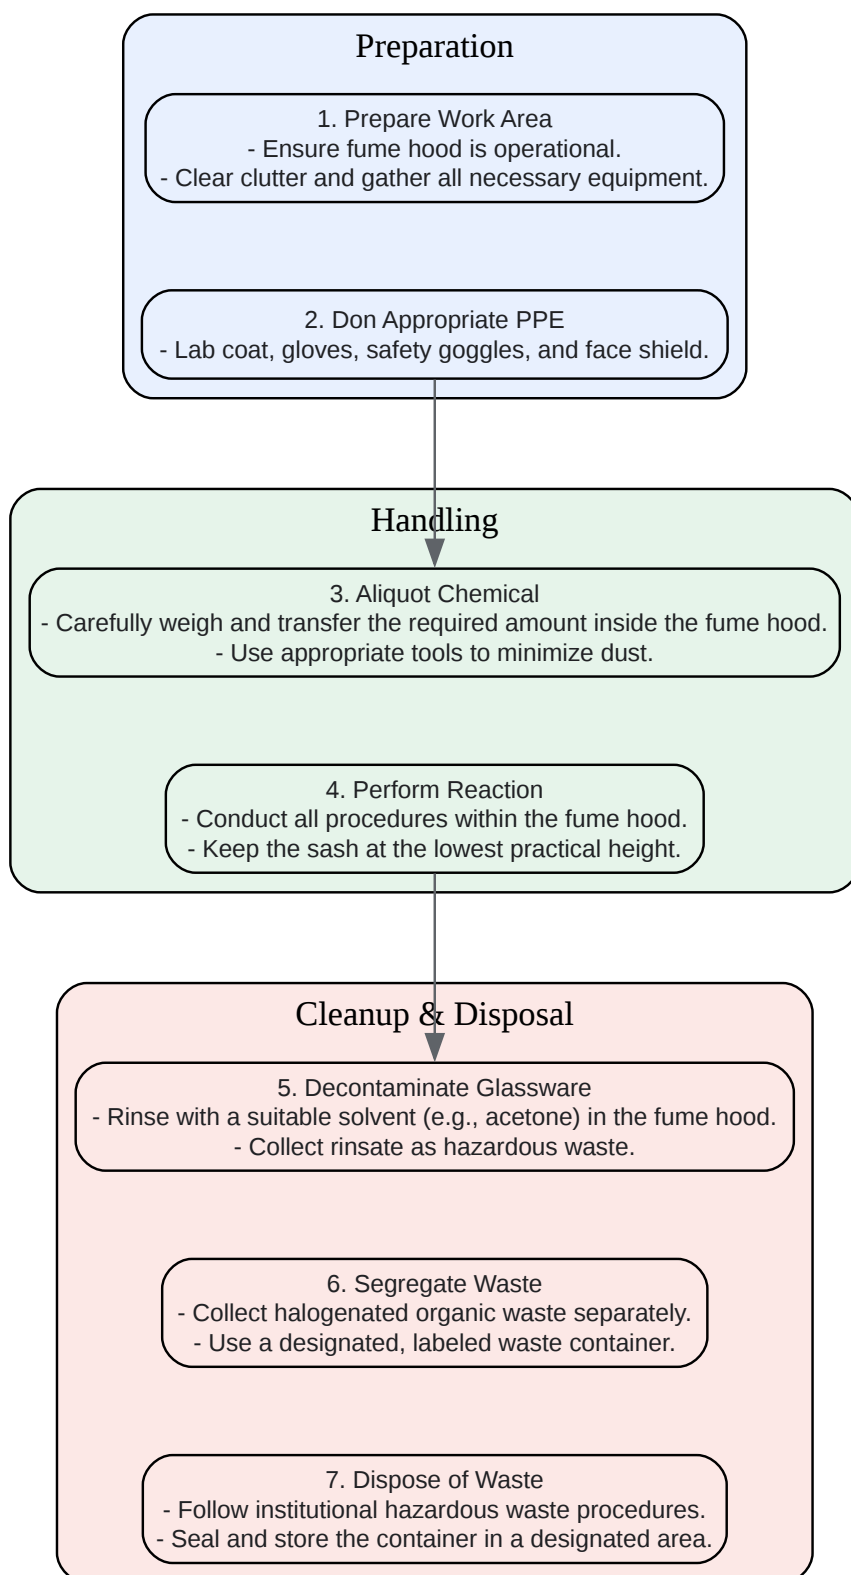 Preparation
1. Prepare Work Area
- Ensure fume hood is operational.
- Clear clutter and gather all necessary equipment.
2. Don Appropriate PPE
- Lab coat, gloves, safety goggles, and face shield.
Handling
3. Aliquot Chemical
- Carefully weigh and transfer the required amount inside the fume hood.
- Use appropriate tools to minimize dust.
4. Perform Reaction
- Conduct all procedures within the fume hood.
- Keep the sash at the lowest practical height.
Cleanup & Disposal
5. Decontaminate Glassware
- Rinse with a suitable solvent (e.g., acetone) in the fume hood.
- Collect rinsate as hazardous waste.
6. Segregate Waste
- Collect halogenated organic waste separately.
- Use a designated, labeled waste container.
7. Dispose of Waste
- Follow institutional hazardous waste procedures.
- Seal and store the container in a designated area.